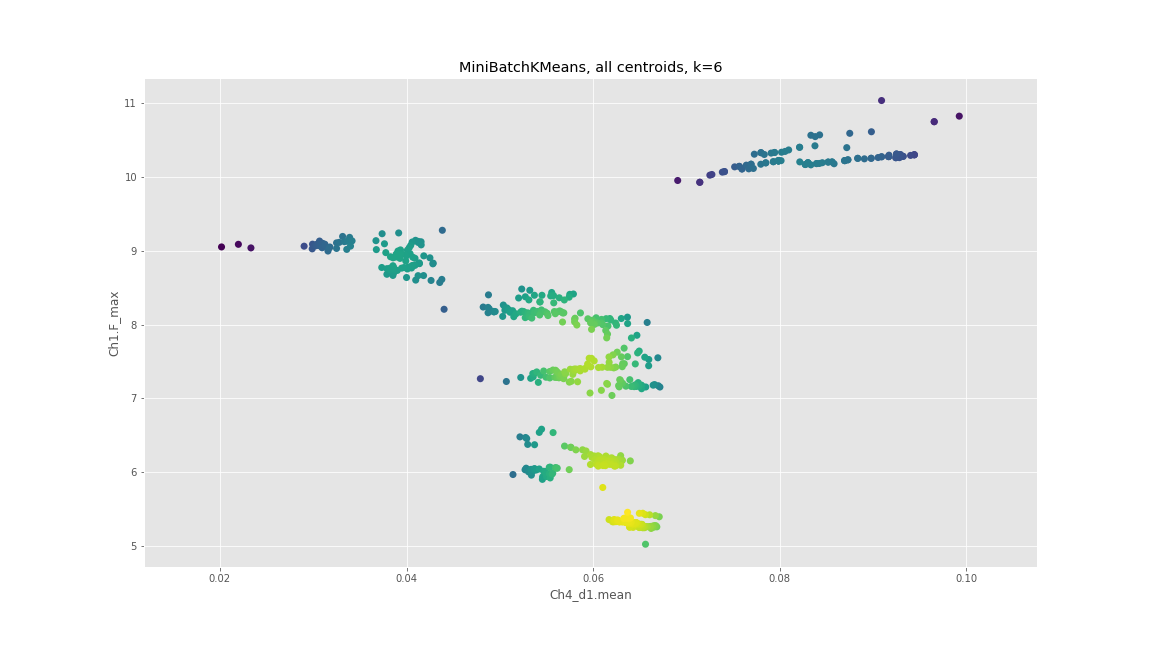 MiniBatchKMeans, all centroids, k=6
11
10
9
8
7
6
5
Ch1.F_max
0.02 0.04 0.06 0.08 0.10
Ch4_d1.mean